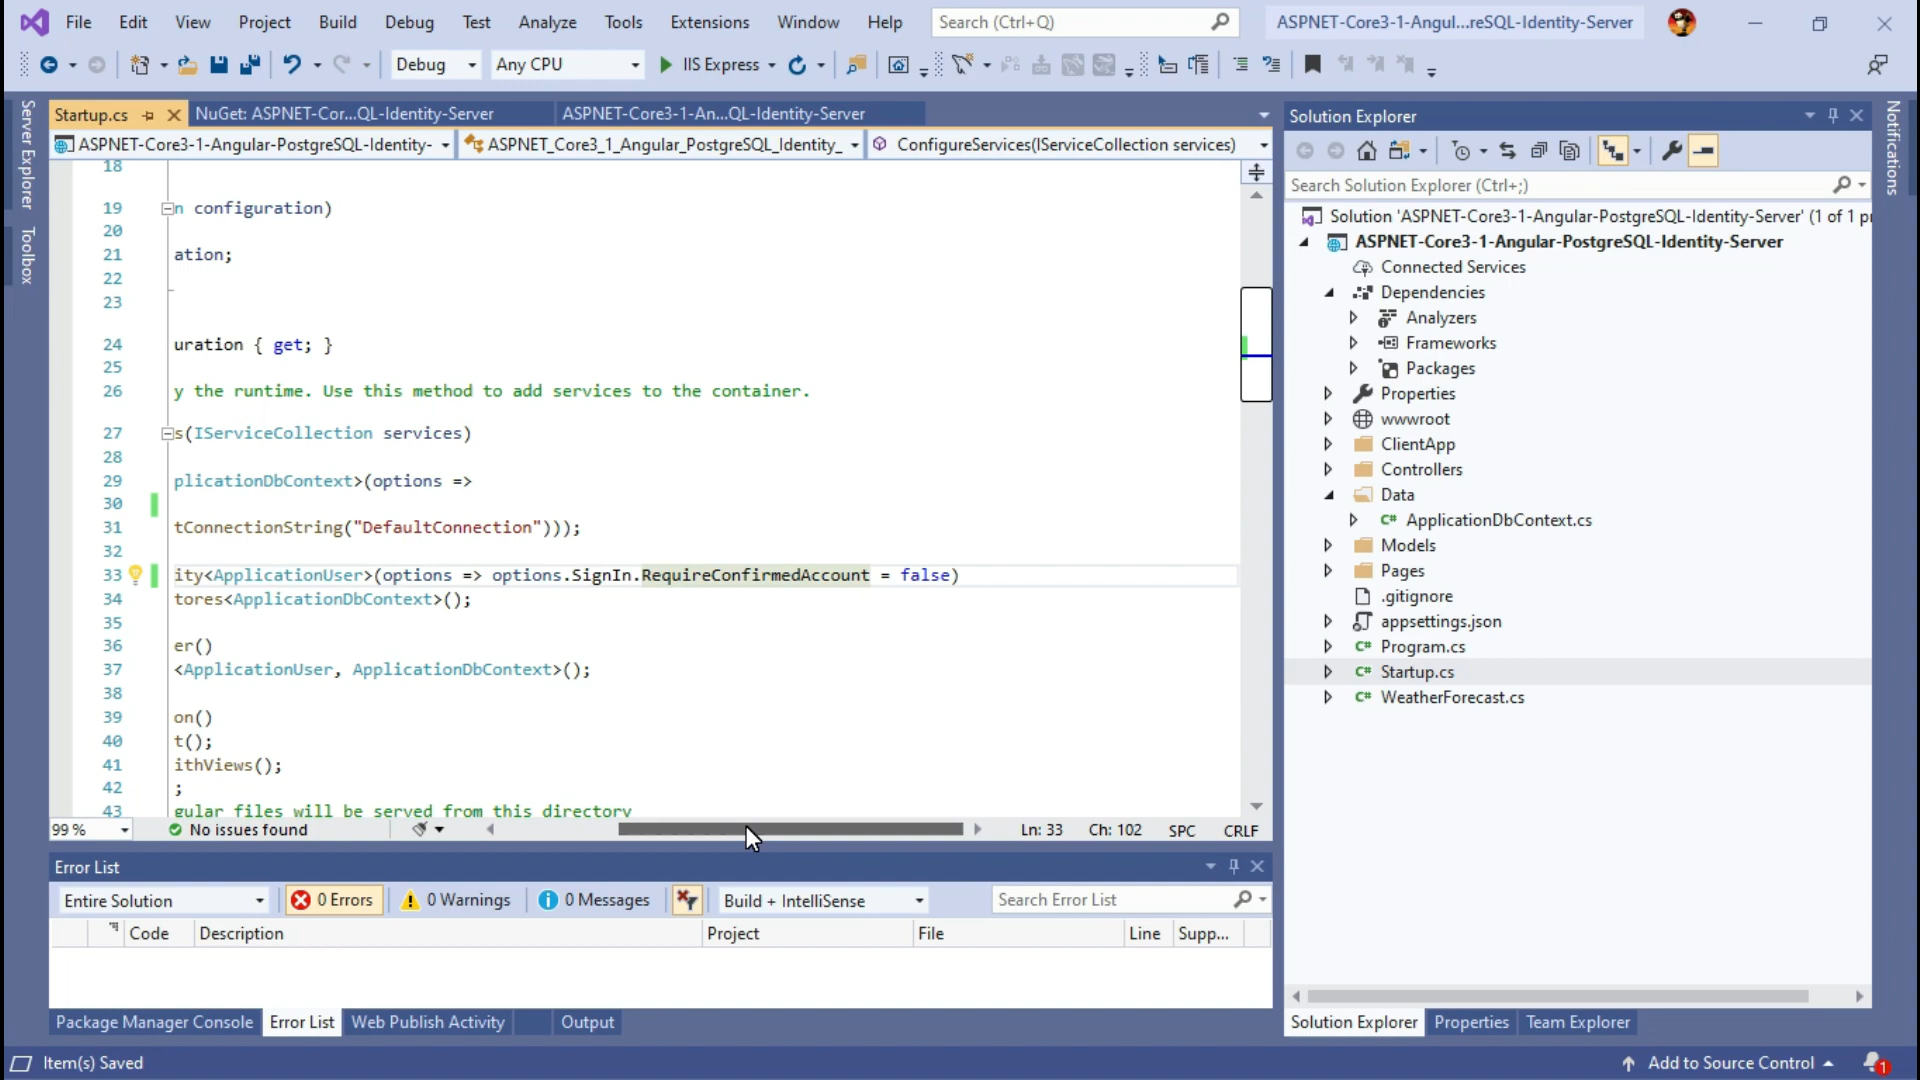 File Edit View Project Build Debug Test Analyze Tools Extensions Window Help Search (Ctrl+Q) ASPNET-Core3-1-Angul...reSQL-Identity-Server
Debug Any CPU IIS Express
Server Explorer
Toolbox
Startup.cs NuGet: ASPNET-Cor...QL-Identity-Server ASPNET-Core3-1-An...QL-Identity-Server
ASPNET-Core3-1-Angular-PostgreSQL-Identity- ASPNET_Core3_1_Angular_PostgreSQL_Identity_ ConfigureServices(IServiceCollection services)
18
19 n configuration)
20
21 ation;
22
23
24 uration { get; }
25
26 y the runtime. Use this method to add services to the container.
27 s(IServiceCollection services)
28
29 plicationDbContext>(options =>
30
31 tConnectionString("DefaultConnection")));
32
33 ity<ApplicationUser>(options => options.SignIn.RequireConfirmedAccount = false)
34 tores<ApplicationDbContext>();
35
36 er()
37 <ApplicationUser, ApplicationDbContext>();
38
39 on()
40 t();
41 ithViews();
42 ;
43 gular files will be served from this directory
99 % No issues found Ln: 33 Ch: 102 SPC CRLF
Error List
Entire Solution 0 Errors 0 Warnings 0 Messages Build + IntelliSense Search Error List
Code Description Project File Line Supp...
Package Manager Console Error List Web Publish Activity Output
Solution Explorer
Search Solution Explorer (Ctrl+;)
Solution 'ASPNET-Core3-1-Angular-PostgreSQL-Identity-Server' (1 of 1 pr
ASPNET-Core3-1-Angular-PostgreSQL-Identity-Server
Connected Services
Dependencies
Analyzers
Frameworks
Packages
Properties
wwwroot
ClientApp
Controllers
Data
C# ApplicationDbContext.cs
Models
Pages
.gitignore
appsettings.json
C# Program.cs
C# Startup.cs
C# WeatherForecast.cs
Solution Explorer Properties Team Explorer
Notifications
Item(s) Saved Add to Source Control 1